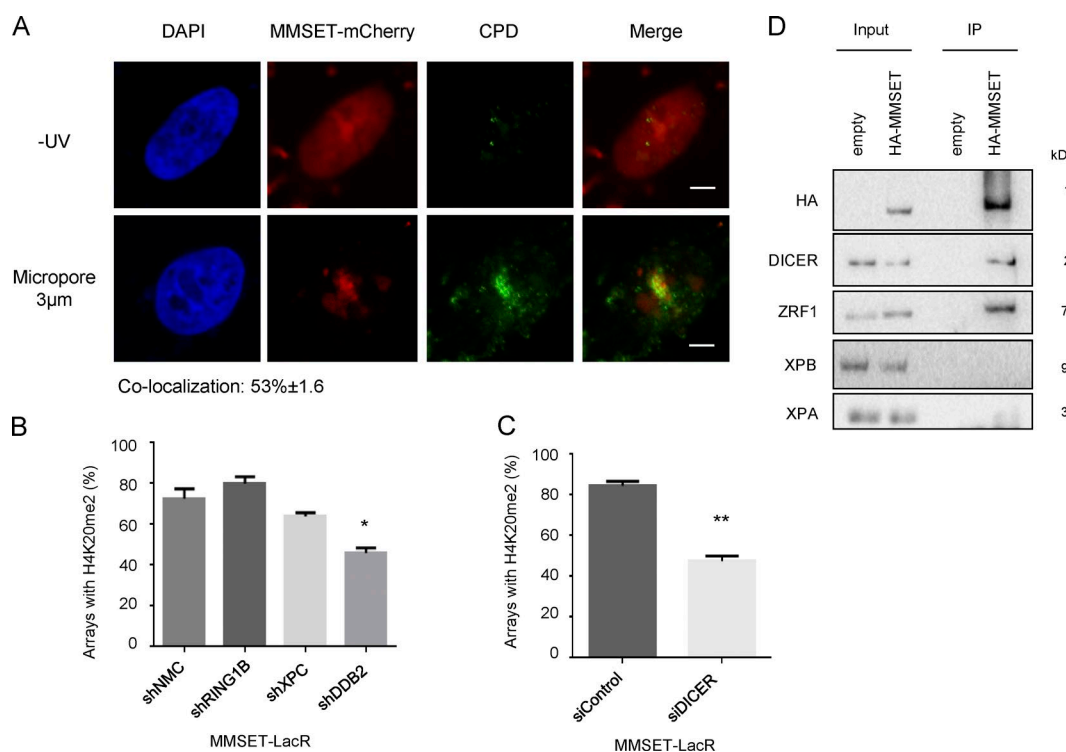 A
DAPI MMSET-mCherry CPD Merge
-UV
Micropore
3µm
Co-localization: 53%±1.6
B
Arrays with H4K20me2 (%)
100
80
60
40
20
0
*
shNMC shRING1B shXPC shDDB2
MMSET-LacR
C
Arrays with H4K20me2 (%)
100
80
60
40
20
0
**
siControl siDICER
MMSET-LacR
D
Input IP
empty HA-MMSET empty HA-MMSET
HA
DICER
ZRF1
XPB
XPA